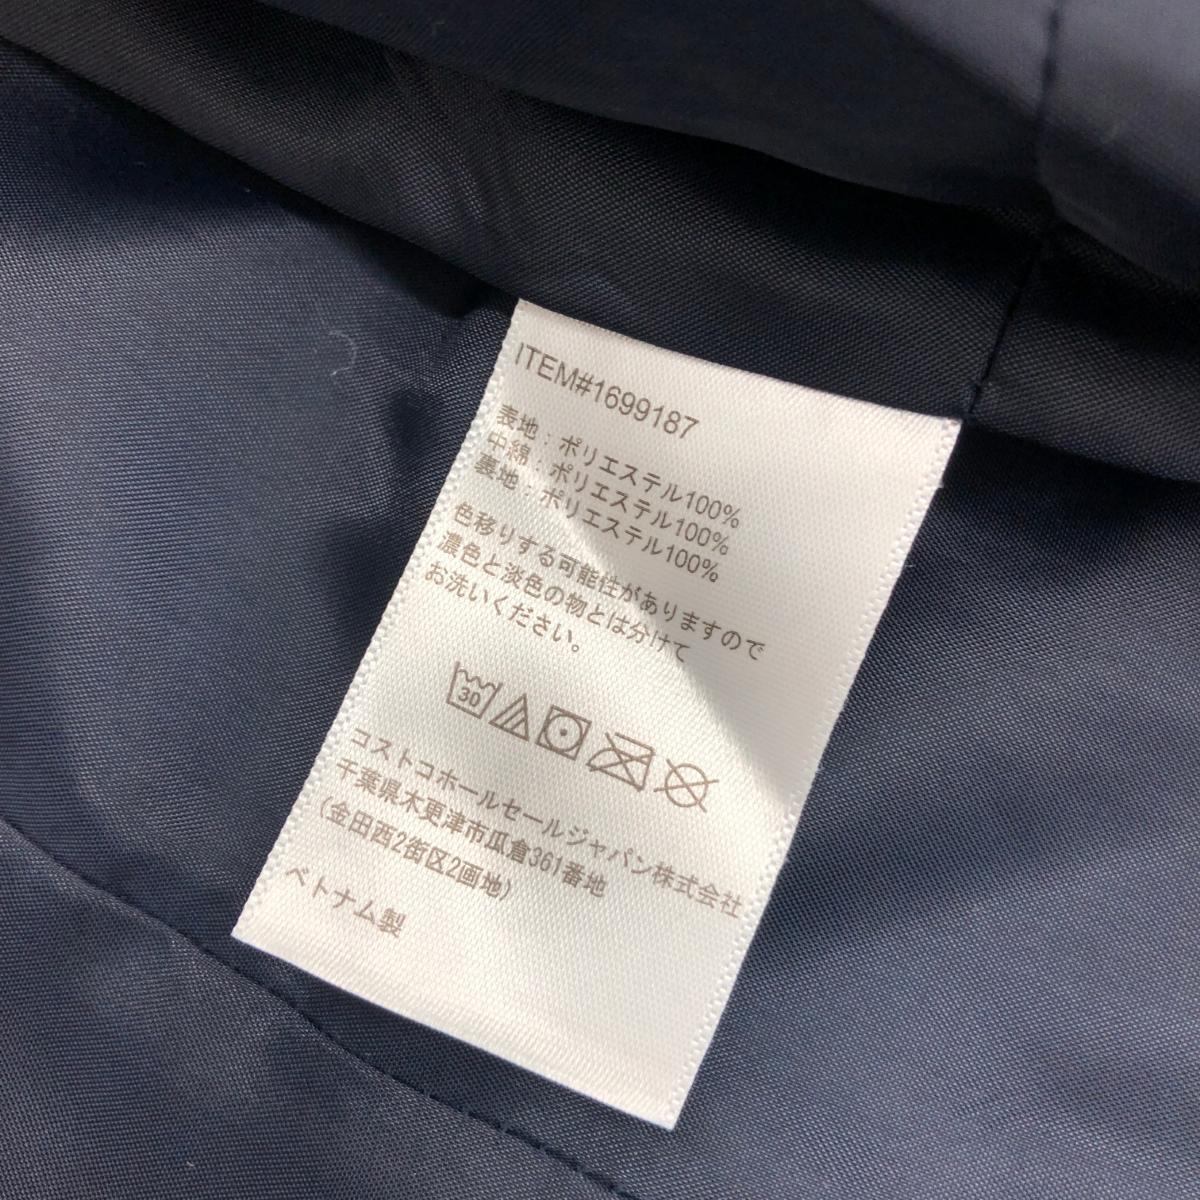 ITEM#1699187
表地：ポリエステル100%
中綿：ポリエステル100%
裏地：ポリエステル100%
色移りする可能性がありますので
濃色と淡色の物とは分けて
お洗いください。
30
コストコホールセールジャパン株式会社
千葉県木更津市瓜倉361番地
（金田西2街区2画地）
ベトナム製